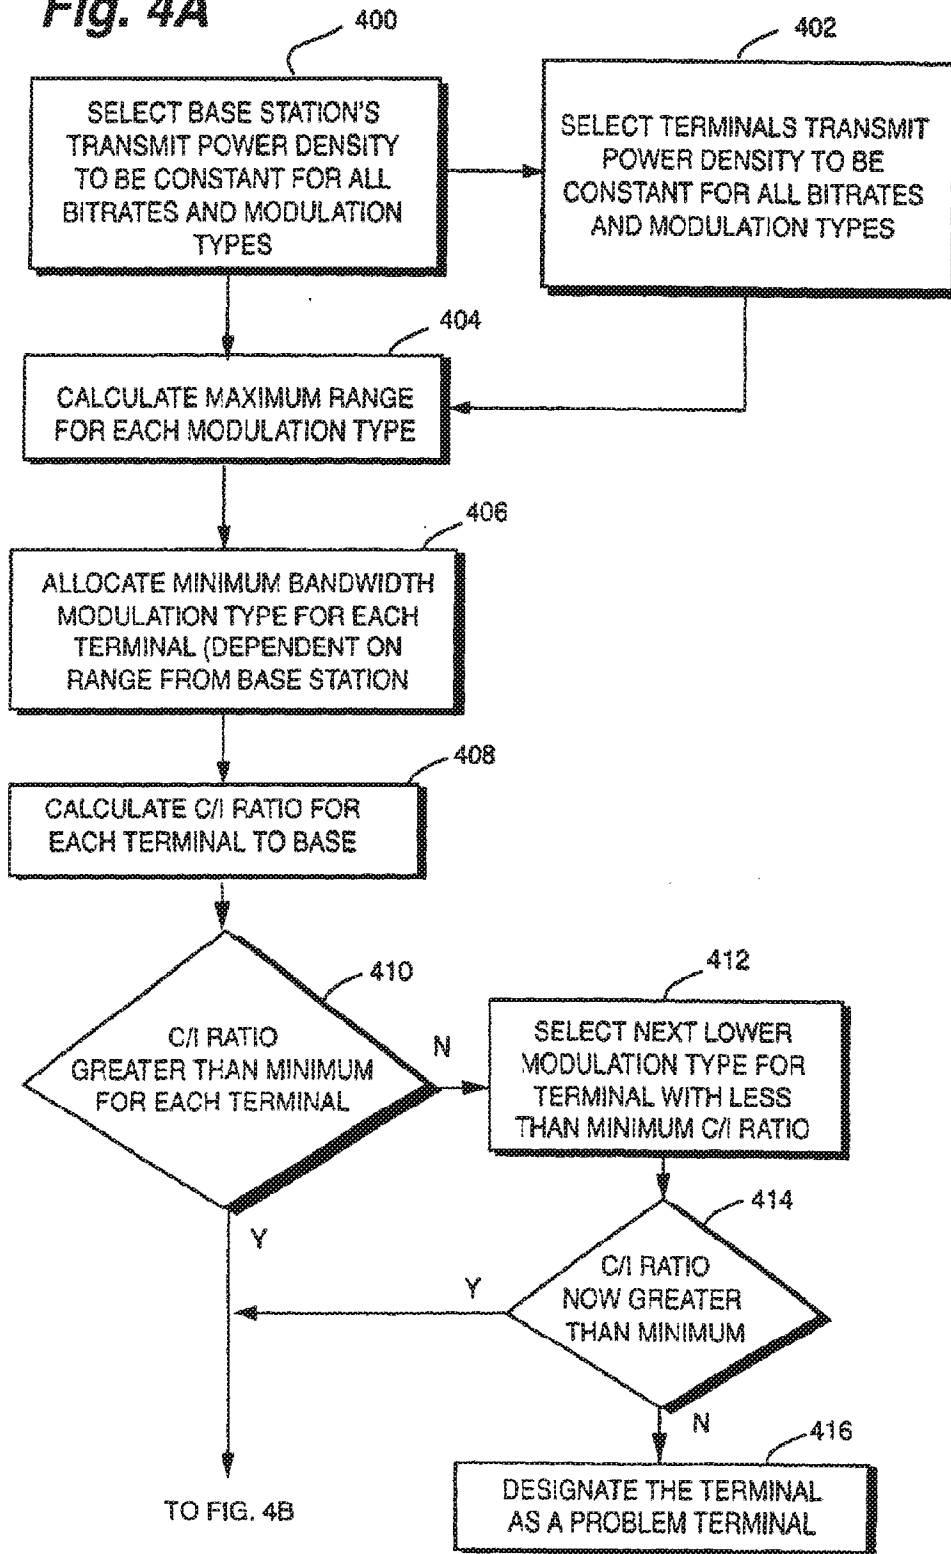 Fig. 4A
400
SELECT BASE STATION'S
TRANSMIT POWER DENSITY
TO BE CONSTANT FOR ALL
BITRATES AND MODULATION
TYPES
402
SELECT TERMINALS TRANSMIT
POWER DENSITY TO BE
CONSTANT FOR ALL BITRATES
AND MODULATION TYPES
404
CALCULATE MAXIMUM RANGE
FOR EACH MODULATION TYPE
406
ALLOCATE MINIMUM BANDWIDTH
MODULATION TYPE FOR EACH
TERMINAL (DEPENDENT ON
RANGE FROM BASE STATION
408
CALCULATE C/I RATIO FOR
EACH TERMINAL TO BASE
410
C/I RATIO
GREATER THAN MINIMUM
FOR EACH TERMINAL
N
Y
412
SELECT NEXT LOWER
MODULATION TYPE FOR
TERMINAL WITH LESS
THAN MINIMUM C/I RATIO
414
C/I RATIO
NOW GREATER
THAN MINIMUM
Y
N
416
DESIGNATE THE TERMINAL
AS A PROBLEM TERMINAL
TO FIG. 4B